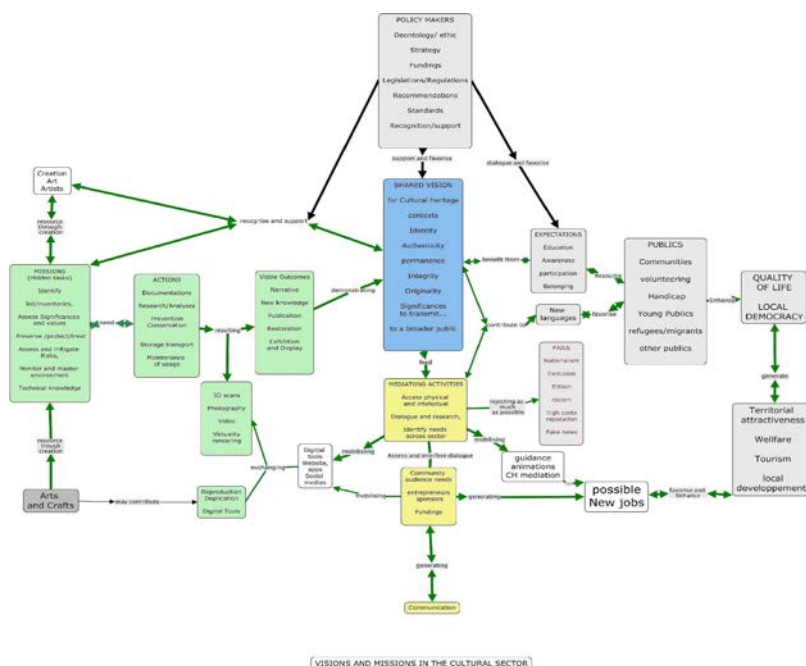 POLICY MAKERS
Deontology/ ethic
Strategy
Fundings
Legislations/Regulations
Recommendations
Standards
Recognition/support
support and favorise
dialogue and favorise
Creation
Art
Artists
resource
through
creation
recognise and support
SHARED VISION
for Cultural heritage
contexts
Identity
Authenticity
permanence
Integrity
Originality
Significances
to transmit...
to a broader public
EXPECTATIONS
Education
Awareness
participation
Belonging
benefit from
PUBLICS
Communities
volunteering
Handicap
Young Publics
refugees/migrants
other publics
Enhance
QUALITY
OF LIFE
LOCAL
DEMOCRACY
MISSIONS
(Hidden tasks)
Identify
list/inventories,
Assess Significances
and values
Assess and mitigate
Risks,
Monitor and master
environment
Technical knowledge
need
ACTIONS
Documentations
Research/Analyses
Prevention
Conservation
Storage transport
Maintenance
of usage
resulting
Visible Outcomes
Narrative
New knowledge
Publication
Restoration
Exhibition
and Display
demonstrating
contribute to
New
languages
favorise
feed
generate
3D scans
Photography
Video
Virtuality
rendering
MEDIATING ACTIVITIES
Access physical
and intellectual
Dialogue and research,
Identify needs
across sector
rejecting as
much
as possible
Nationalism
Exclusion
Elitism
racism
high costs
reputation
Fake news
Territorial
attractiveness
Wellfare
Tourism
local
developpement
mobilising
mobilising
Assess and interfere dialogue
guidance
animations
CH mediation
exchanging
Digital
tools
Website,
apps
Social
medias
Community
audience needs
entrepreneurs
sponsors
Fundings
mobilising
generating
possible
New jobs
favorise and
Enhance
resource
trough
creation
Arts
and Crafts
may contribute
Reproduction
Duplication
Digital Tools
generating
Communication
VISIONS AND MISSIONS IN THE CULTURAL SECTOR